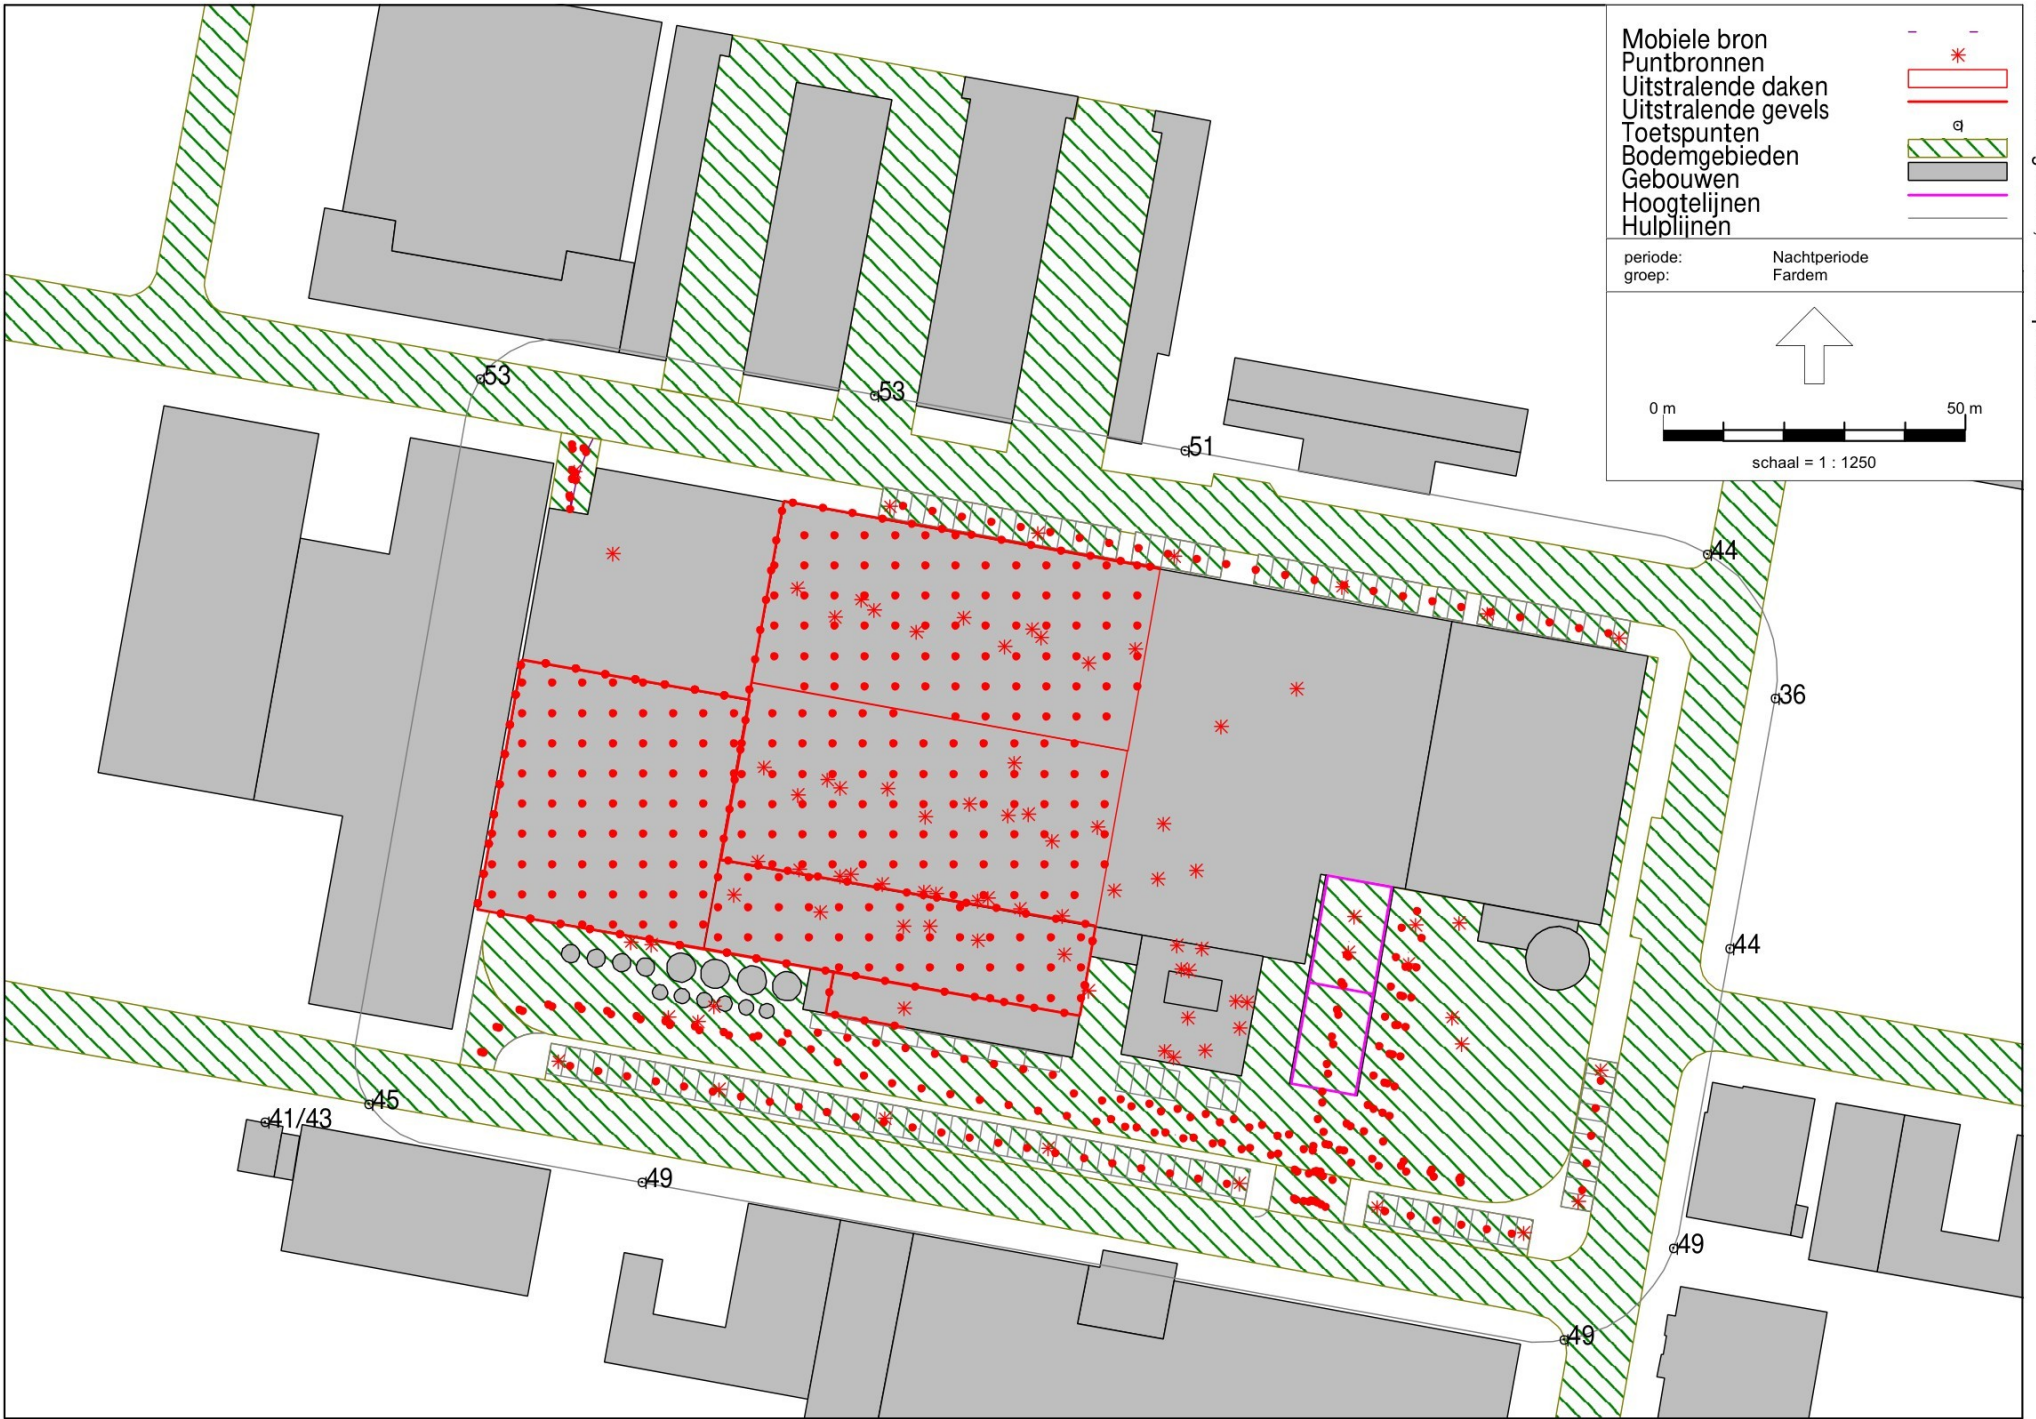 Mobiele bron
Puntbronnen
Uitstralende daken
Uitstralende gevels
Toetspunten
Bodemgebieden
Gebouwen
Hoogtelijnen
Hulplijnen
periode: Nachtperiode
groep: Fardem
0 m 50 m
schaal = 1 : 1250
53
53
51
44
36
44
45
41/43
49
49
49